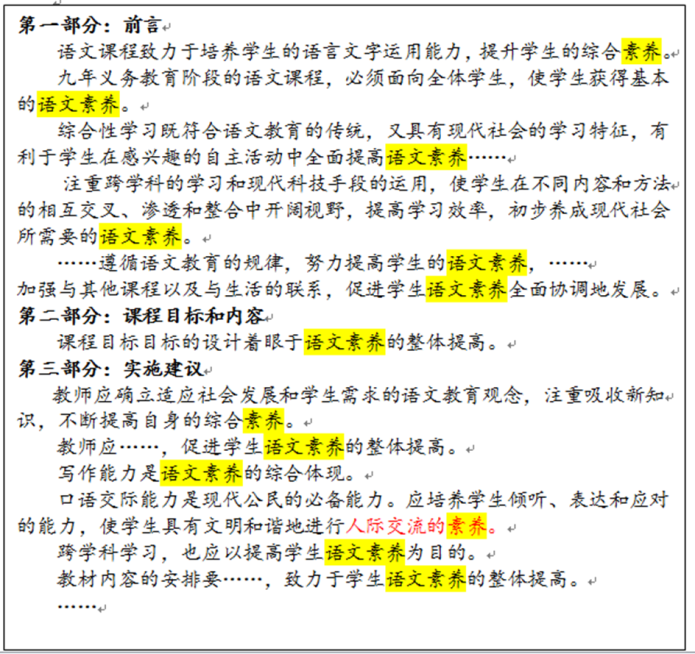 第一部分：前言
语文课程致力于培养学生的语言文字运用能力，提升学生的综合素养。
九年义务教育阶段的语文课程，必须面向全体学生，使学生获得基本
的语文素养。
综合性学习既符合语文教育的传统，又具有现代社会的学习特征，有
利于学生在感兴趣的自主活动中全面提高语文素养……
注重跨学科的学习和现代科技手段的运用，使学生在不同内容和方法
的相互交叉、渗透和整合中开阔视野，提高学习效率，初步养成现代社会
所需要的语文素养。
……遵循语文教育的规律，努力提高学生的语文素养，……
加强与其他课程以及与生活的联系，促进学生语文素养全面协调地发展。
第二部分：课程目标和内容
课程目标目标的设计着眼于语文素养的整体提高。
第三部分：实施建议
教师应确立适应社会发展和学生需求的语文教育观念，注重吸收新知
识，不断提高自身的综合素养。
教师应……，促进学生语文素养的整体提高。
写作能力是语文素养的综合体现。
口语交际能力是现代公民的必备能力。应培养学生倾听、表达和应对
的能力，使学生具有文明和谐地进行人际交流的素养。
跨学科学习，也应以提高学生语文素养为目的。
教材内容的安排要……，致力于学生语文素养的整体提高。
……